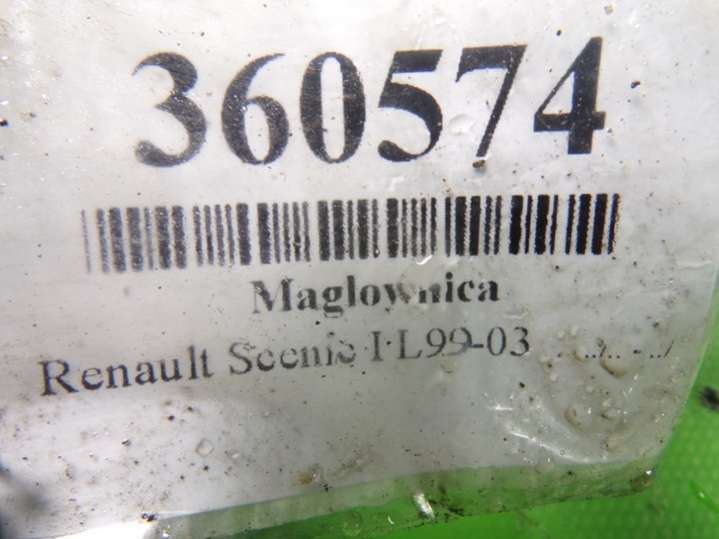 360574
Maglownica
Renault Scenic I L99-03